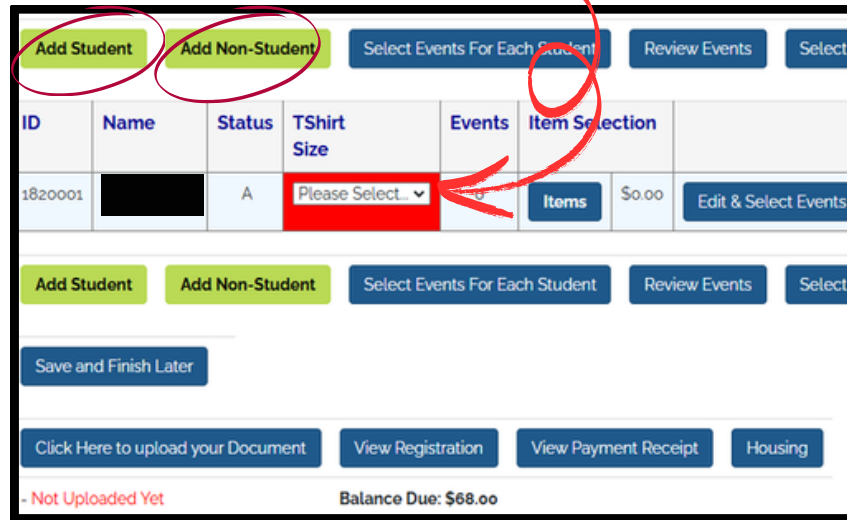 Add Student Add Non-Student Select Events For Each Student Review Events Select
ID Name Status TShirt Size Events Item Selection
1820001 A Please Select... Items $0.00 Edit & Select Events
Add Student Add Non-Student Select Events For Each Student Review Events Select
Save and Finish Later
Click Here to upload your Document View Registration View Payment Receipt Housing
- Not Uploaded Yet Balance Due: $68.00